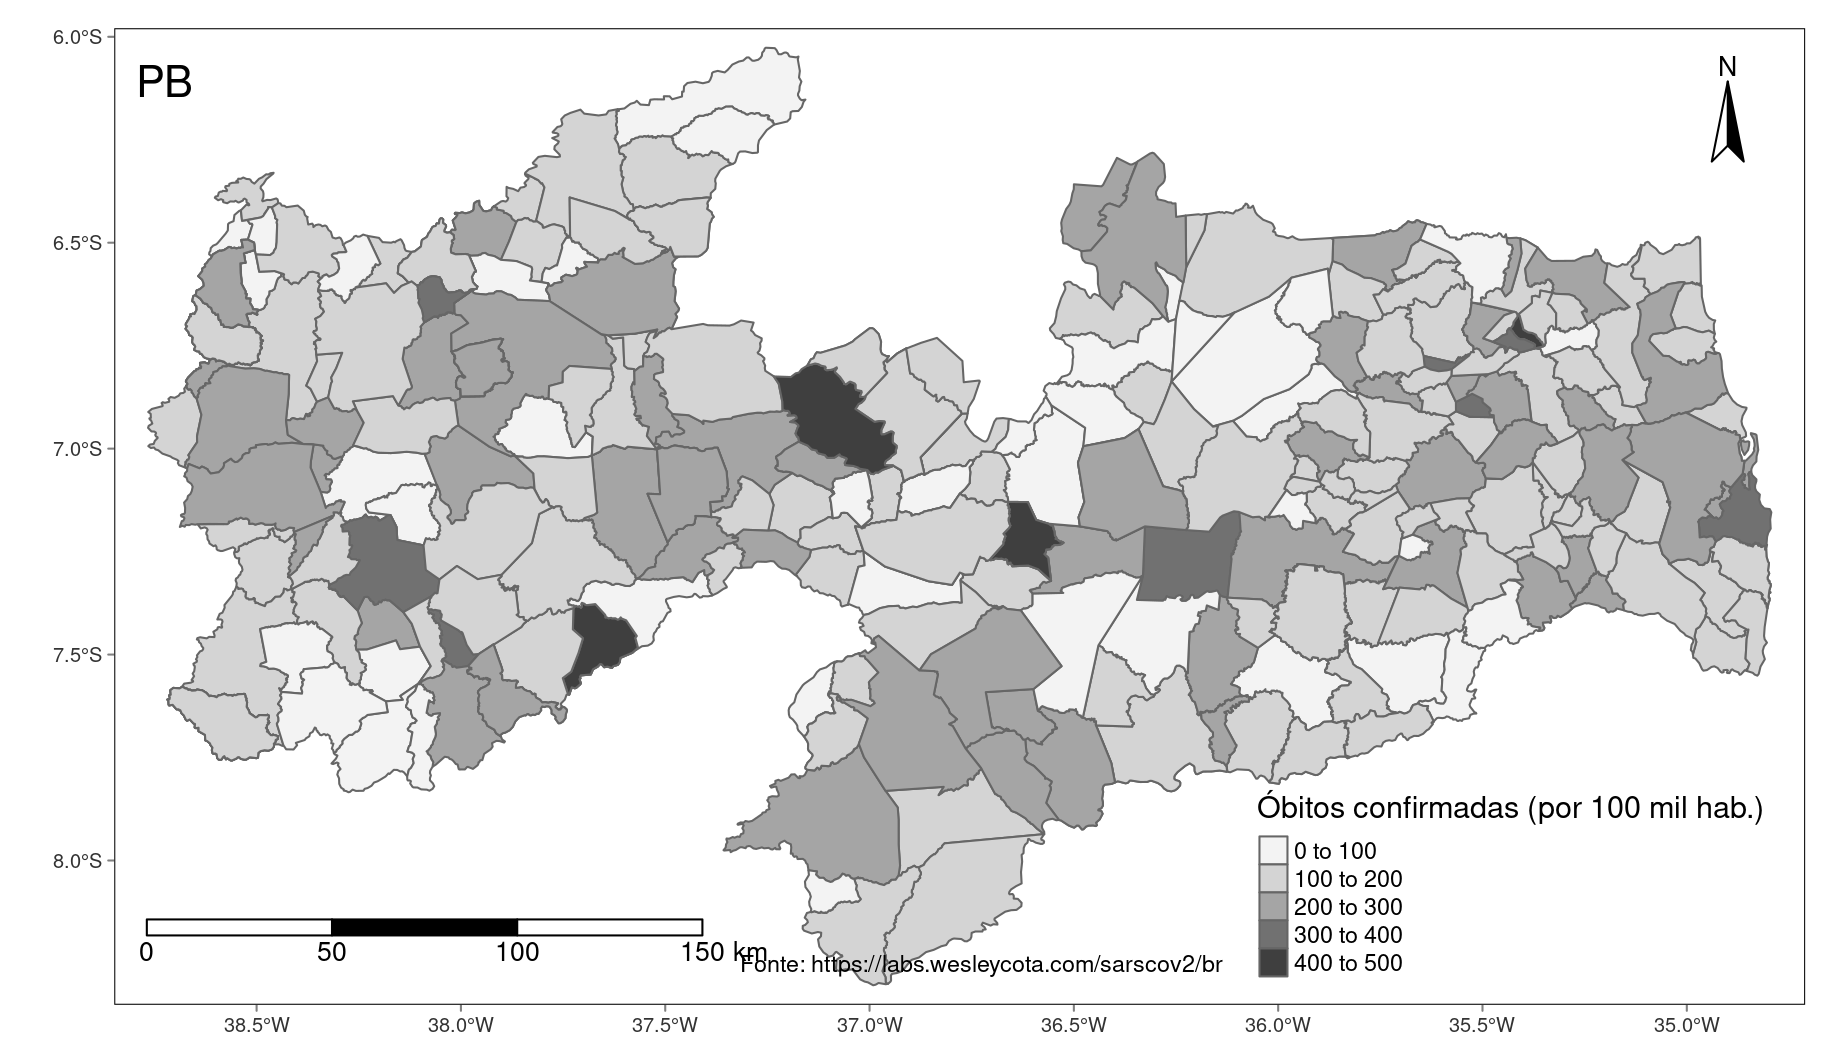 6.0°S
PB
N
6.5°S
7.0°S
7.5°S
8.0°S
Óbitos confirmadas (por 100 mil hab.)
0 to 100
100 to 200
200 to 300
300 to 400
400 to 500
0 50 100 150 km
Fonte: https://labs.wesleycota.com/sarscov2/br
38.5°W 38.0°W 37.5°W 37.0°W 36.5°W 36.0°W 35.5°W 35.0°W